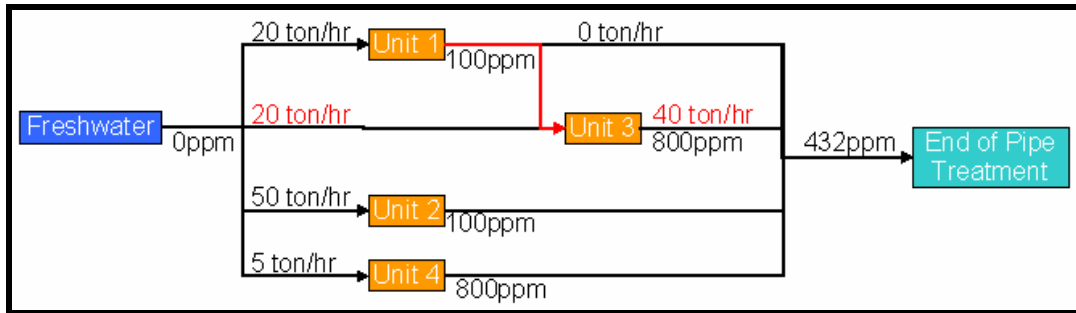 20 ton/hr
Unit 1
0 ton/hr
100ppm
Freshwater
0ppm
20 ton/hr
Unit 3
40 ton/hr
800ppm
432ppm
End of Pipe
Treatment
50 ton/hr
Unit 2
100ppm
5 ton/hr
Unit 4
800ppm